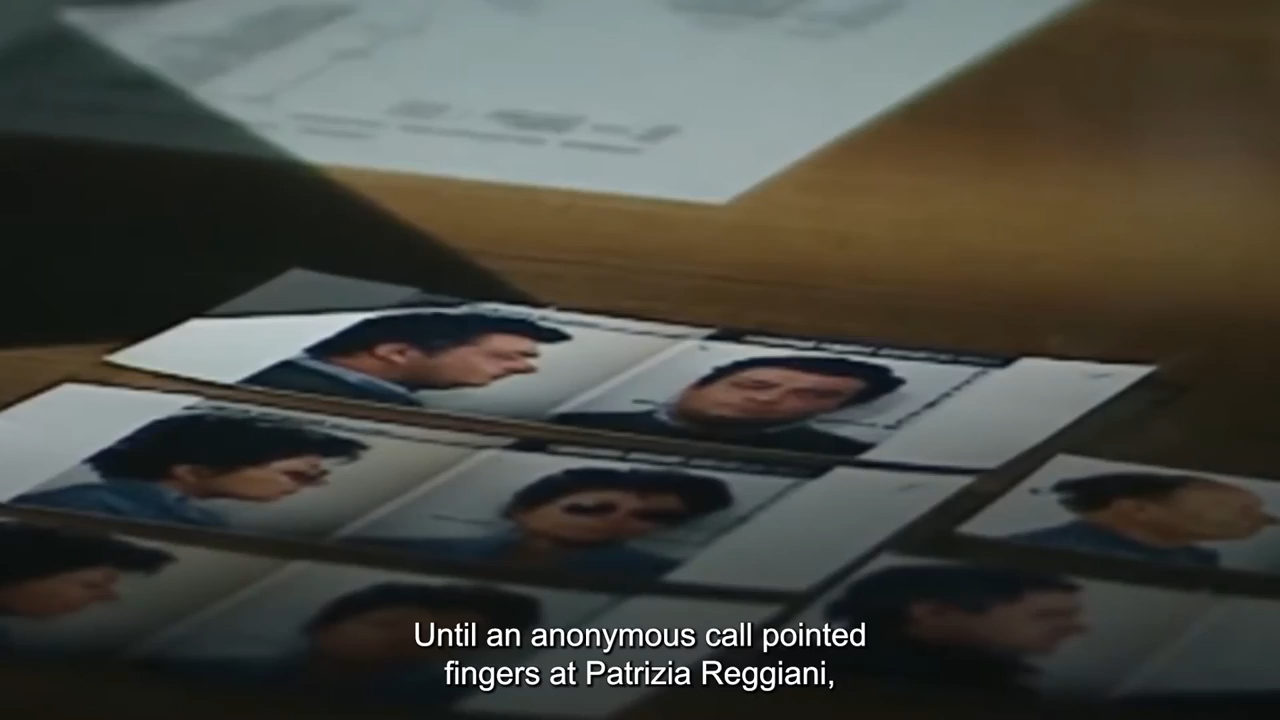 Until an anonymous call pointed
fingers at Patrizia Reggiani,